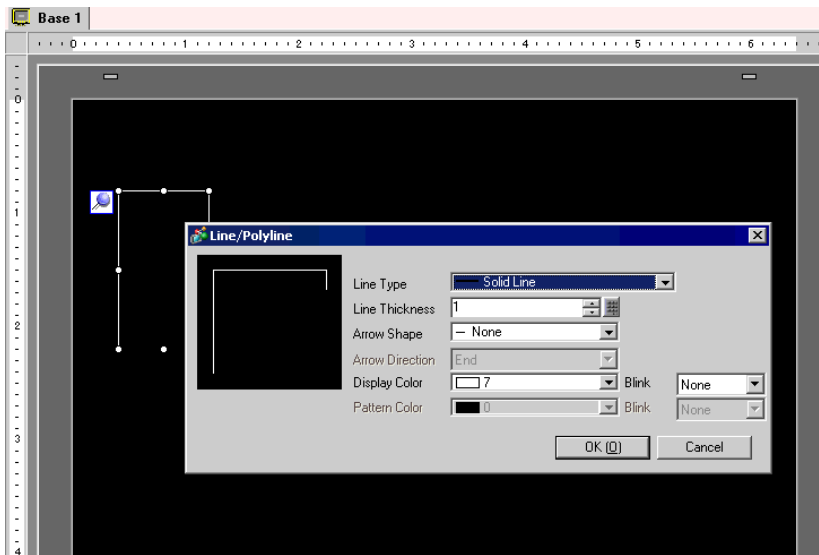 Base 1
0 1 2 3 4 5 6
0
1
2
3
4
Line/Polyline
Line Type Solid Line
Line Thickness 1
Arrow Shape None
Arrow Direction End
Display Color 7 Blink None
Pattern Color 0 Blink None
OK (O) Cancel